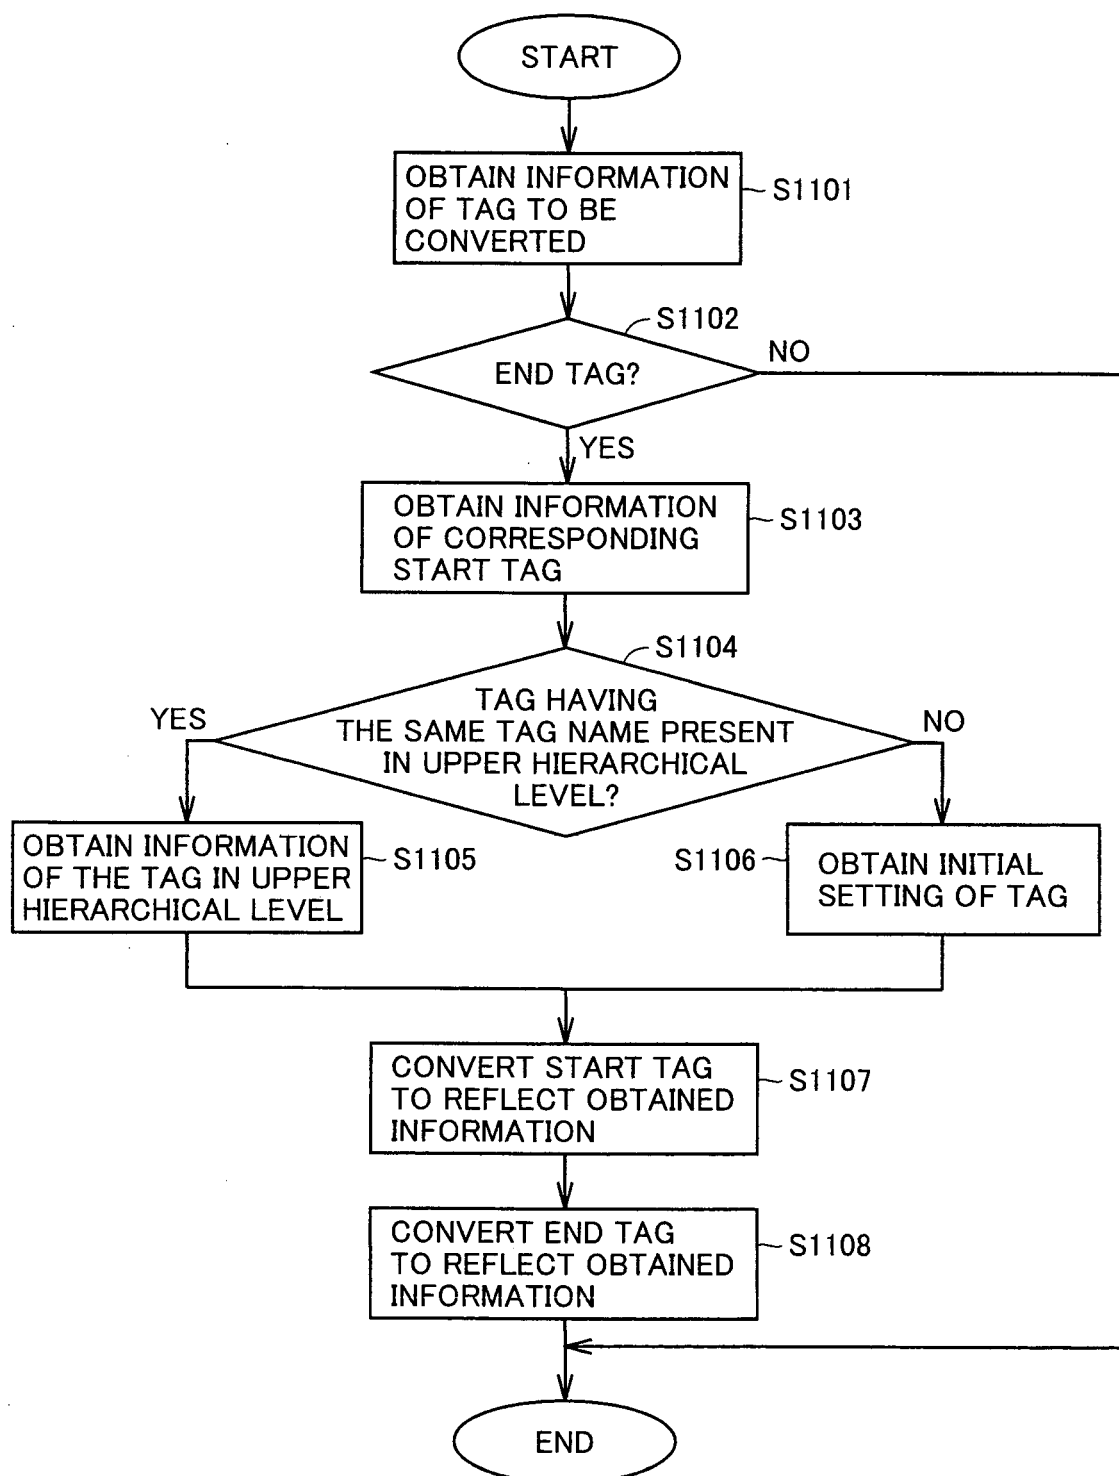 START
OBTAIN INFORMATION
OF TAG TO BE
CONVERTED
S1101
S1102
END TAG?
NO
YES
OBTAIN INFORMATION
OF CORRESPONDING
START TAG
S1103
S1104
TAG HAVING
THE SAME TAG NAME PRESENT
IN UPPER HIERARCHICAL
LEVEL?
YES
NO
OBTAIN INFORMATION
OF THE TAG IN UPPER
HIERARCHICAL LEVEL
S1105
S1106
OBTAIN INITIAL
SETTING OF TAG
CONVERT START TAG
TO REFLECT OBTAINED
INFORMATION
S1107
CONVERT END TAG
TO REFLECT OBTAINED
INFORMATION
S1108
END